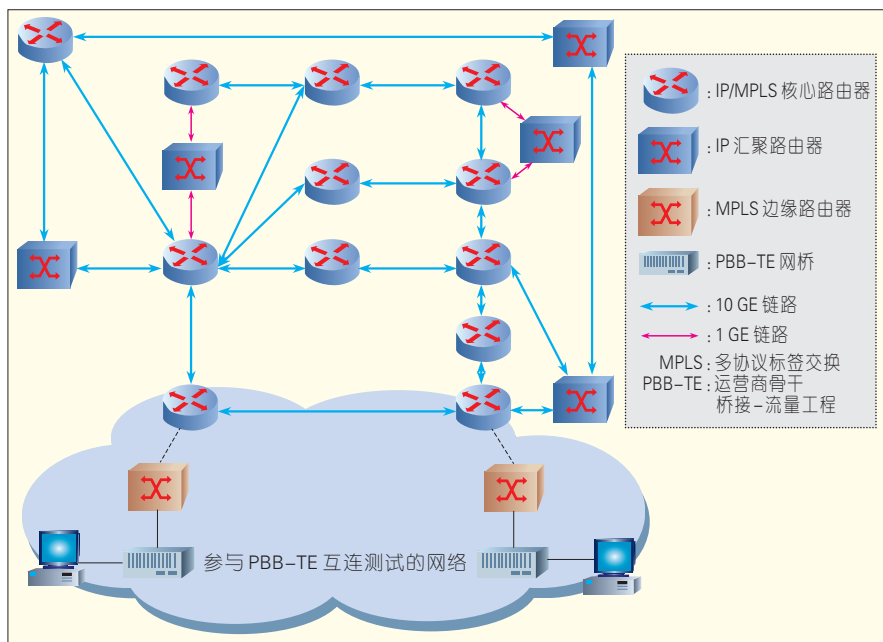 : IP/MPLS 核心路由器
: IP 汇聚路由器
: MPLS 边缘路由器
: PBB-TE 网桥
: 10 GE 链路
: 1 GE 链路
MPLS : 多协议标签交换
PBB-TE : 运营商骨干
桥接-流量工程
参与 PBB-TE 互连测试的网络